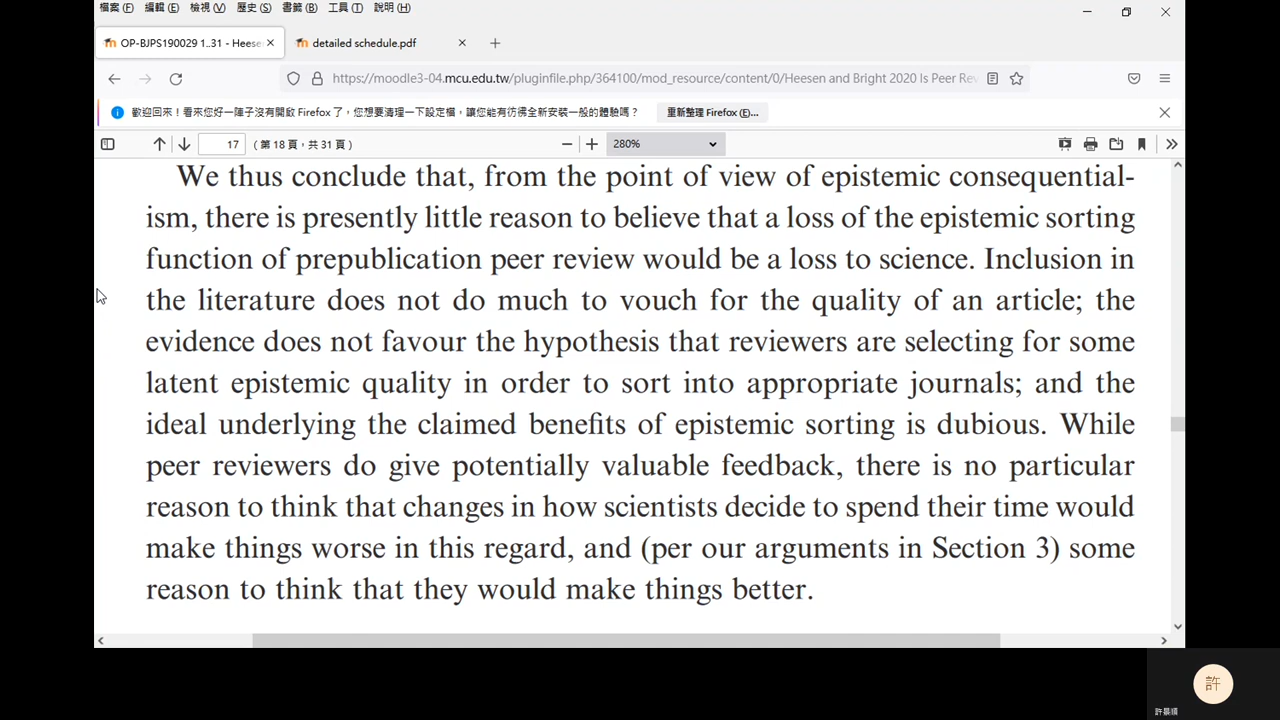 檔案(F) 編輯(E) 檢視(V) 歷史(S) 書籤(B) 工具(T) 說明(H)
OP-BJPS190029 1..31 - Heese
detailed schedule.pdf
https://moodle3-04.mcu.edu.tw/pluginfile.php/364100/mod_resource/content/0/Heesen and Bright 2020 Is Peer Rev
歡迎回來！看來您好一陣子沒有開啟 Firefox 了，您想要清理一下設定檔，讓您能有彷彿全新安裝一般的體驗嗎？ 重新整理 Firefox (E)...
17 (第 18 頁，共 31 頁) 280%
We thus conclude that, from the point of view of epistemic consequential-
ism, there is presently little reason to believe that a loss of the epistemic sorting
function of prepublication peer review would be a loss to science. Inclusion in
the literature does not do much to vouch for the quality of an article; the
evidence does not favour the hypothesis that reviewers are selecting for some
latent epistemic quality in order to sort into appropriate journals; and the
ideal underlying the claimed benefits of epistemic sorting is dubious. While
peer reviewers do give potentially valuable feedback, there is no particular
reason to think that changes in how scientists decide to spend their time would
make things worse in this regard, and (per our arguments in Section 3) some
reason to think that they would make things better.
許